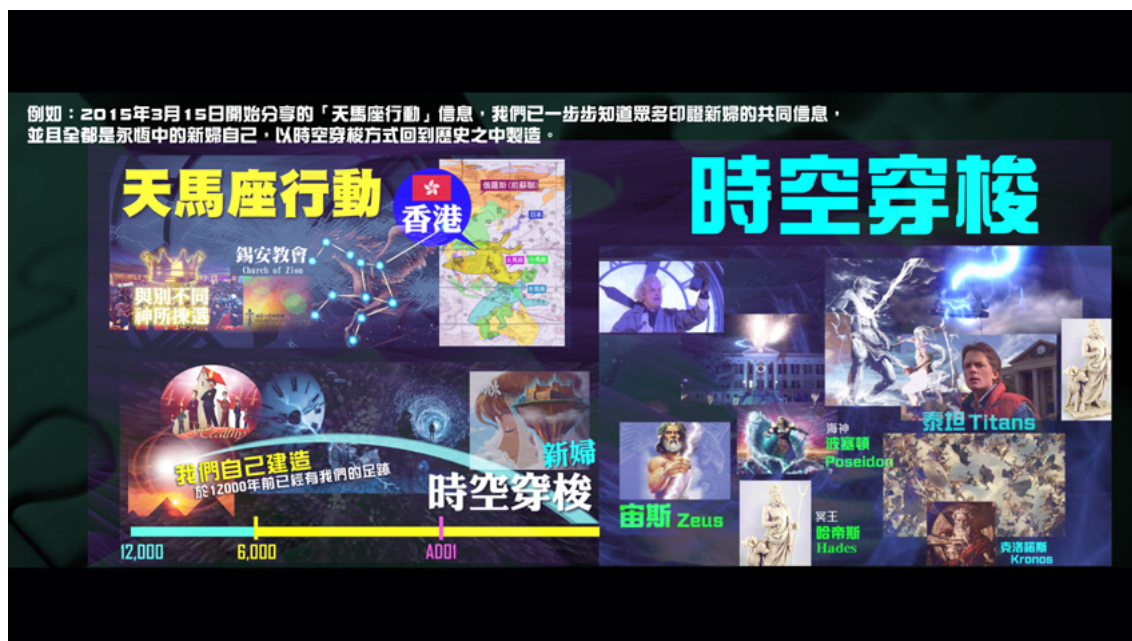 例如：2015年3月15日開始分享的「天馬座行動」信息，我們已一步步知道眾多印證新婦的共同信息，
並且全都是永恆中的新婦自己，以時空穿梭方式回到歷史之中製造。
天馬座行動
香港
俄羅斯(前蘇聯)
日本
錫安教會
Church of Zion
與別不同
神所揀選
時空穿梭
我們自己建造
於12000年前已經有我們的足跡
新婦
時空穿梭
12,000
6,000
AD01
泰坦 Titans
海神
波塞頓
Poseidon
宙斯 Zeus
冥王
哈帝斯
Hades
克洛諾斯
Kronos